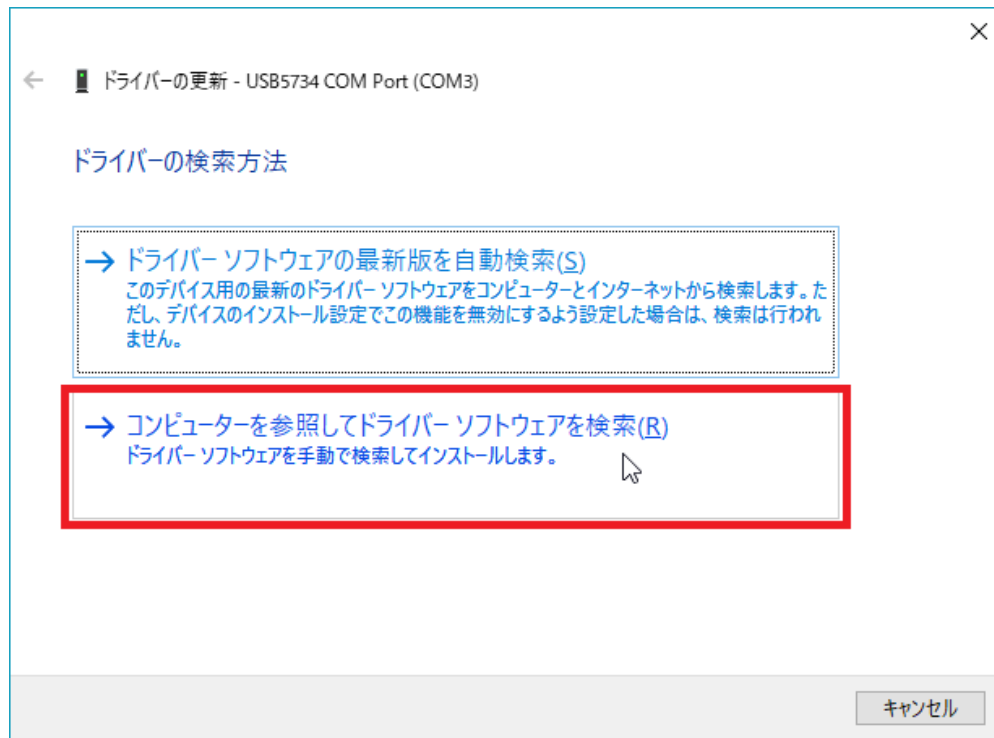 ドライバーの更新 - USB5734 COM Port (COM3)
ドライバーの検索方法
ドライバー ソフトウェアの最新版を自動検索(S)
このデバイス用の最新のドライバー ソフトウェアをコンピューターとインターネットから検索します。た
だし、デバイスのインストール設定でこの機能を無効にするよう設定した場合は、検索は行われ
ません。
コンピューターを参照してドライバー ソフトウェアを検索(R)
ドライバー ソフトウェアを手動で検索してインストールします。
キャンセル